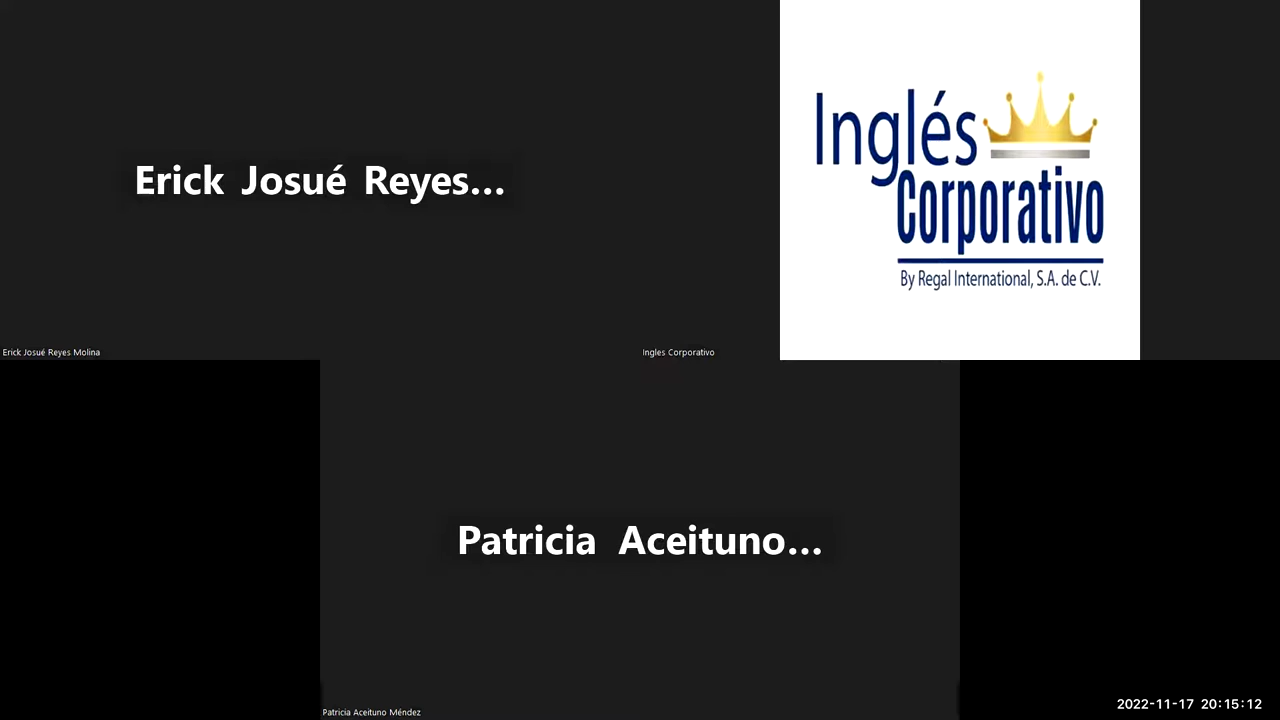 Erick Josué Reyes...
Inglés
Corporativo
By Regal International, S.A. de C.V.
Erick Josué Reyes Molina
Ingles Corporativo
Patricia Aceituno...
Patricia Aceituno Méndez
2022-11-17 20:15:12